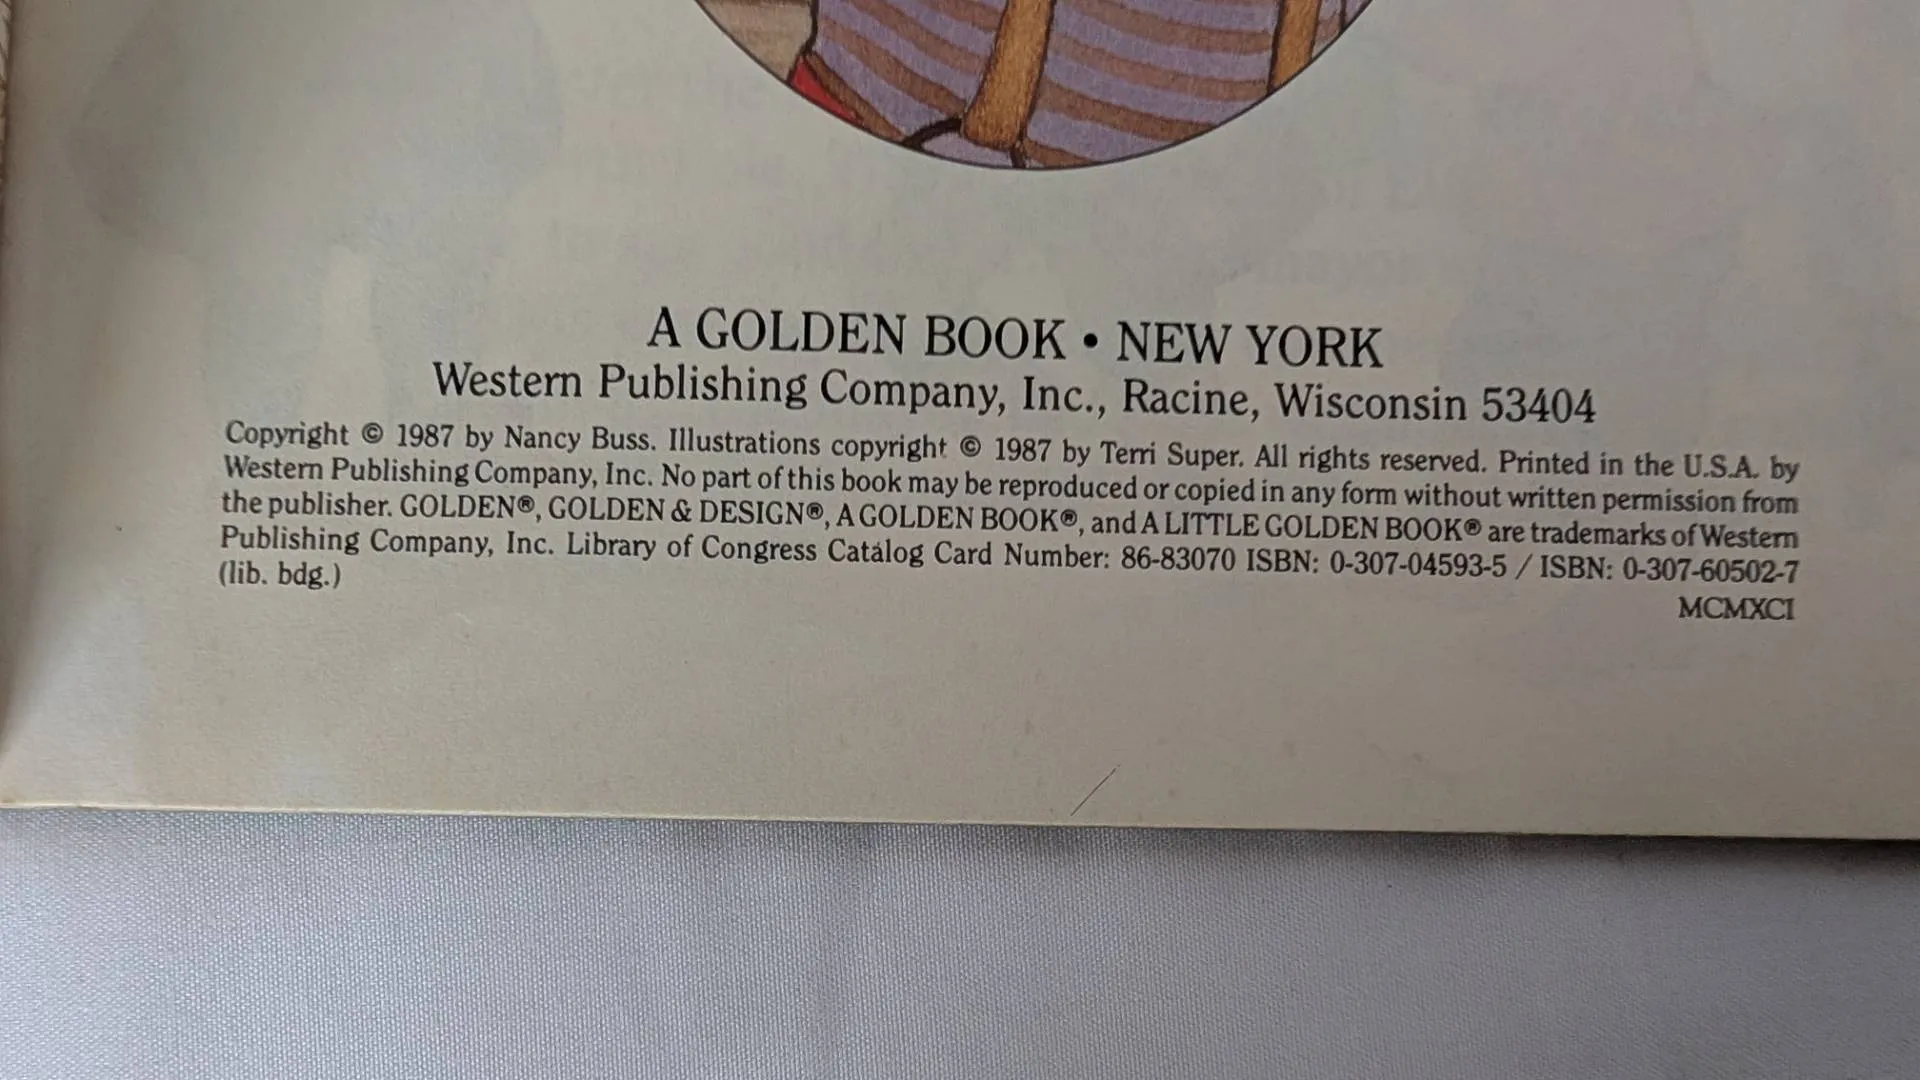 A GOLDEN BOOK • NEW YORK
Western Publishing Company, Inc., Racine, Wisconsin 53404
Copyright © 1987 by Nancy Buss. Illustrations copyright © 1987 by Terri Super. All rights reserved. Printed in the U.S.A. by
Western Publishing Company, Inc. No part of this book may be reproduced or copied in any form without written permission from
the publisher. GOLDEN®, GOLDEN & DESIGN®, A GOLDEN BOOK®, and A LITTLE GOLDEN BOOK® are trademarks of Western
Publishing Company, Inc. Library of Congress Catalog Card Number: 86-83070 ISBN: 0-307-04593-5 / ISBN: 0-307-60502-7
(lib. bdg.)
MCMXCI